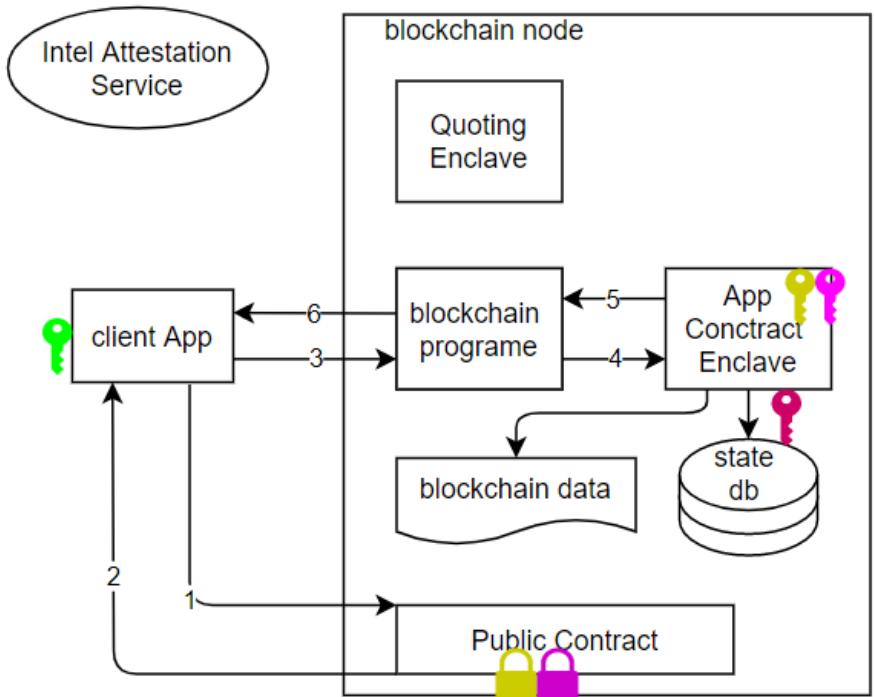 blockchain node
Intel Attestation
Service
Quoting
Enclave
client App
6
3
blockchain
programe
5
4
App
Conctract
Enclave
blockchain data
state
db
2
1
Public Contract